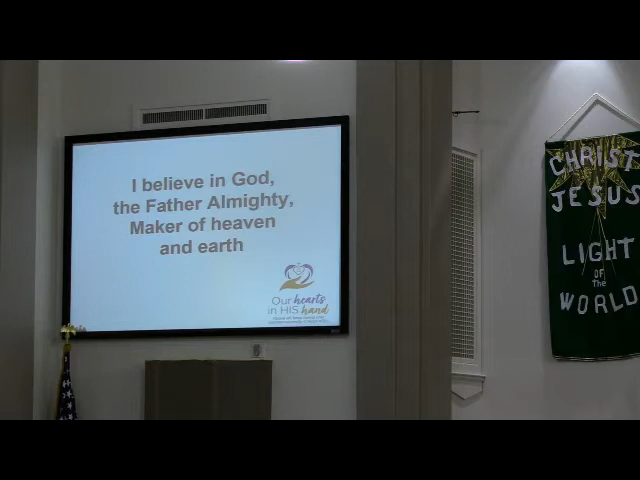 I believe in God,
the Father Almighty,
Maker of heaven
and earth
Our hearts
in HIS hand
CHRIST
JESUS
LIGHT
OF
The
WORLD